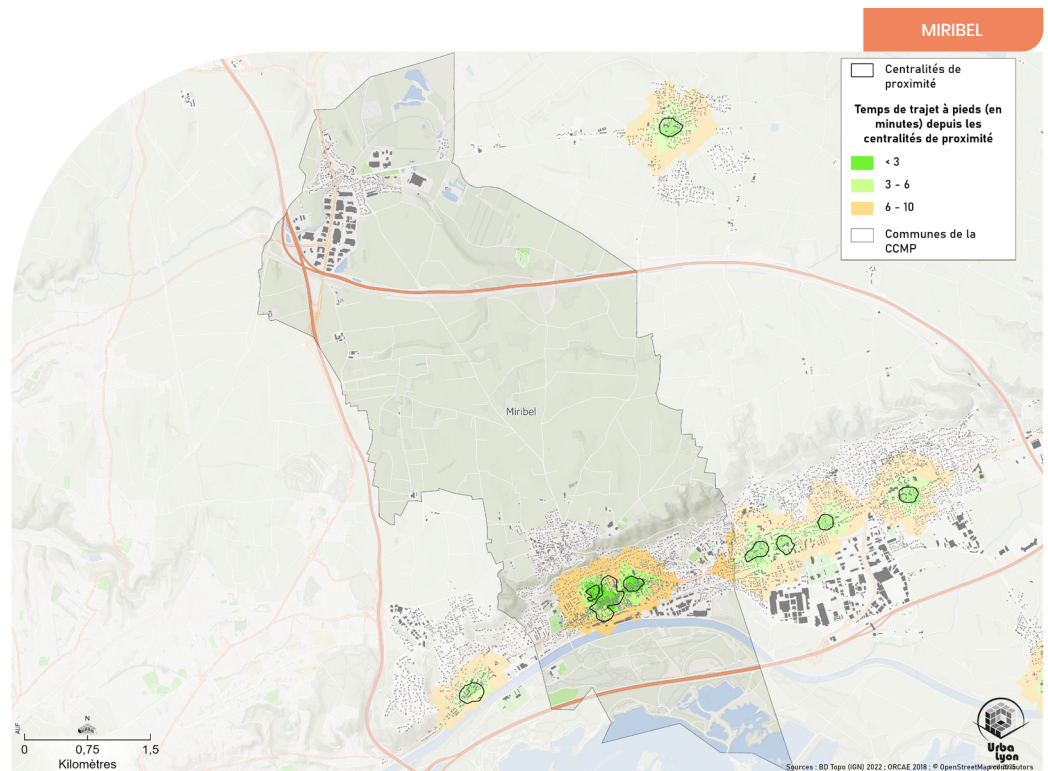 MIRIBEL
Centralités de
proximité
Temps de trajet à pieds (en
minutes) depuis les
centralités de proximité
< 3
3 - 6
6 - 10
Communes de la
CCMP
Miribel
N
0 0,75 1,5
Kilomètres
AUF
Urba
Lyon
Sources : BD Topo (IGN) 2022 ; ORCAE 2018 ; © OpenStreetMap contributors